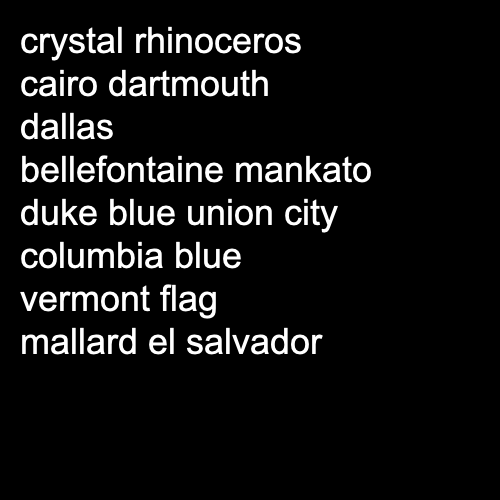 crystal rhinoceros
cairo dartmouth
dallas
bellefontaine mankato
duke blue union city
columbia blue
vermont flag
mallard el salvador